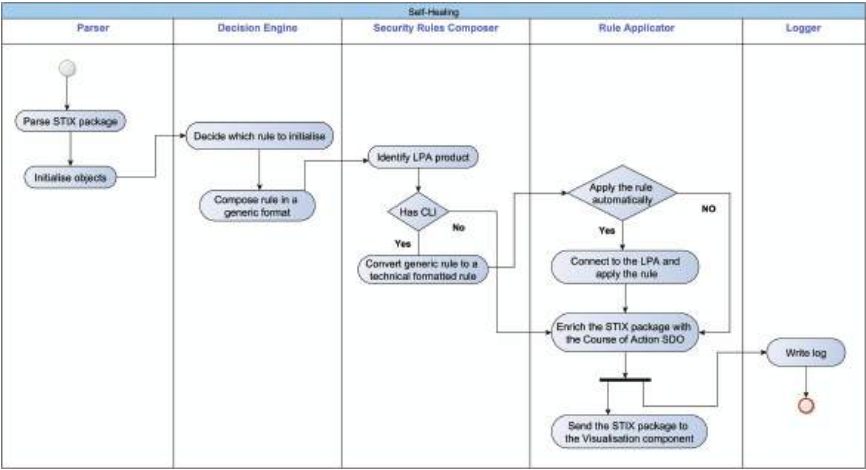 Self-Healing
Parser
Decision Engine
Security Rules Composer
Rule Applicator
Logger
Parse STIX package
Initialise objects
Decide which rule to initialise
Compose rule in a
generic format
Identify LPA product
Has CLI
No
Yes
Convert generic rule to a
technical formatted rule
Apply the rule
automatically
NO
Yes
Connect to the LPA and
apply the rule
Enrich the STIX package with
the Course of Action SDO
Send the STIX package to
the Visualisation component
Write log